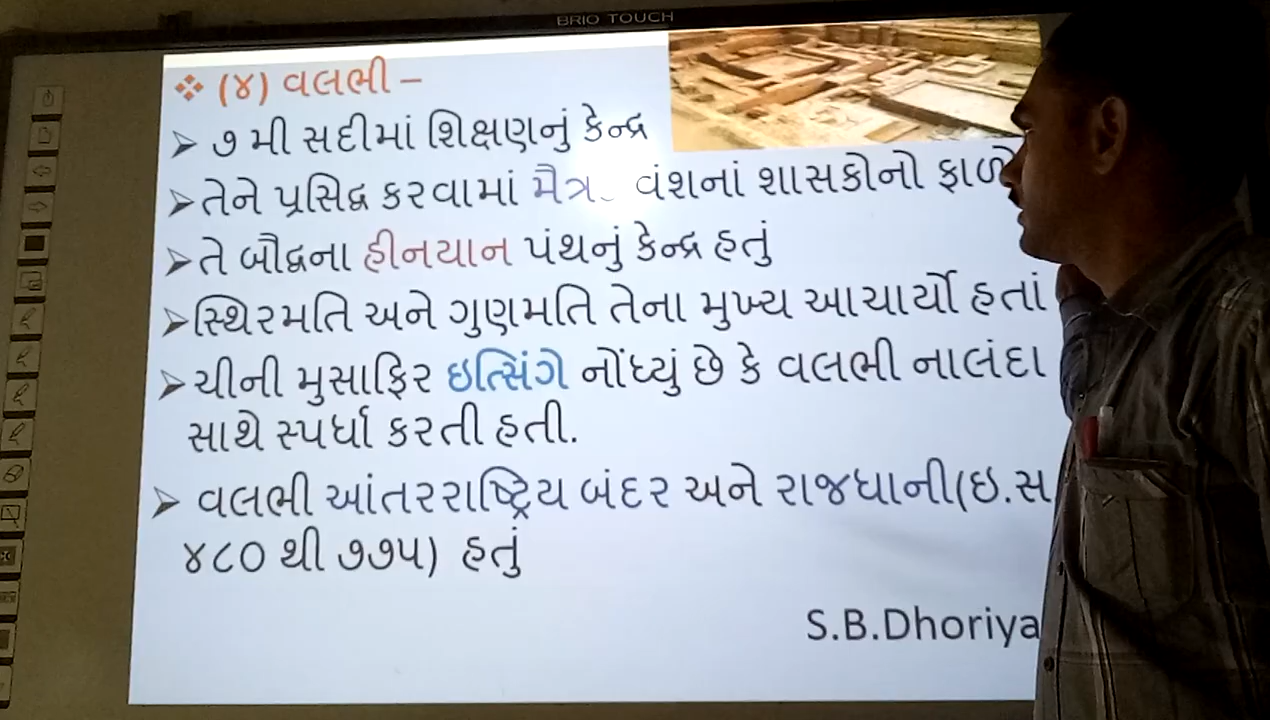 BRIO TOUCH
❖ (૪) વલભી –
➢ ૭ મી સદીમાં શિક્ષણનું કેન્દ્ર
➢ તેને પ્રસિદ્ધ કરવામાં વંશનાં શાસકોનો
➢ તે બૌદ્ધના હીનયાન પંથનું કેન્દ્ર હતું
➢ સ્થિરમતિ અને ગુણમતિ તેના મુખ્ય આચાર્યો હતાં
➢ ચીની મુસાફિર ઇત્સિંગે નોંધ્યું છે કે વલભી નાલંદા
સાથે સ્પર્ધા કરતી હતી.
➢ વલભી આંતરરાષ્ટ્રિય બંદર અને રાજધાની(ઇ.સ
૪૮૦ થી ૭૭૫) હતું
S.B.Dhoriya